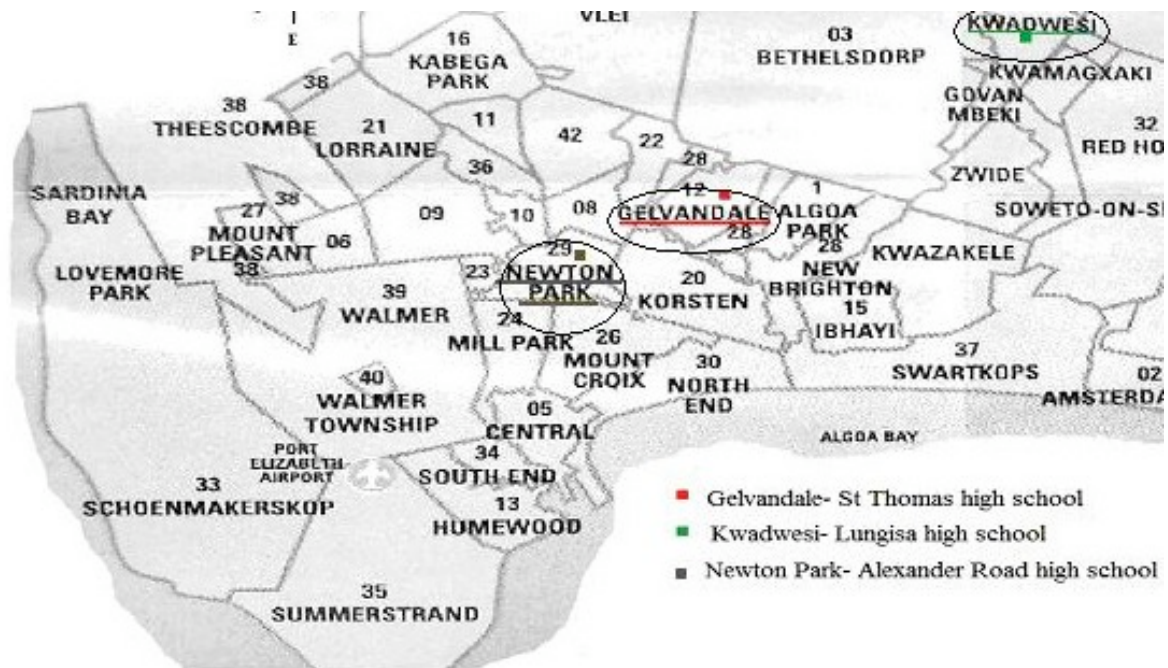 VLEI
I
E
16
KABEGA
PARK
03
BETHELSDORP
KWADWESI
KWAMAGXAKI
GOVAN
MBEKI
32
38
38
THEESCOMBE
21
LORRAINE
11
42
22
28
36
12
1
ZWIDE
SARDINIA
BAY
38
27
MOUNT
PLEASANT
06
09
10
08
GELVANDALE
28
ALGOA
PARK
28
NEW
BRIGHTON
KWAZAKELE
LOVEMORE
PARK
38
39
WALMER
23
29
NEWTON
PARK
20
KORSTEN
15
IBHAYI
24
MILL PARK
26
MOUNT
CROIX
30
NORTH
END
37
SWARTKOPS
02
40
WALMER
TOWNSHIP
05
CENTRAL
ALGOA BAY
PORT
ELIZABETH
AIRPORT
34
SOUTH END
33
SCHOENMAKERSKOP
13
HUMEWOOD
35
SUMMERSTRAND
Gelvandale- St Thomas high school
Kwadwesi- Lungisa high school
Newton Park- Alexander Road high school